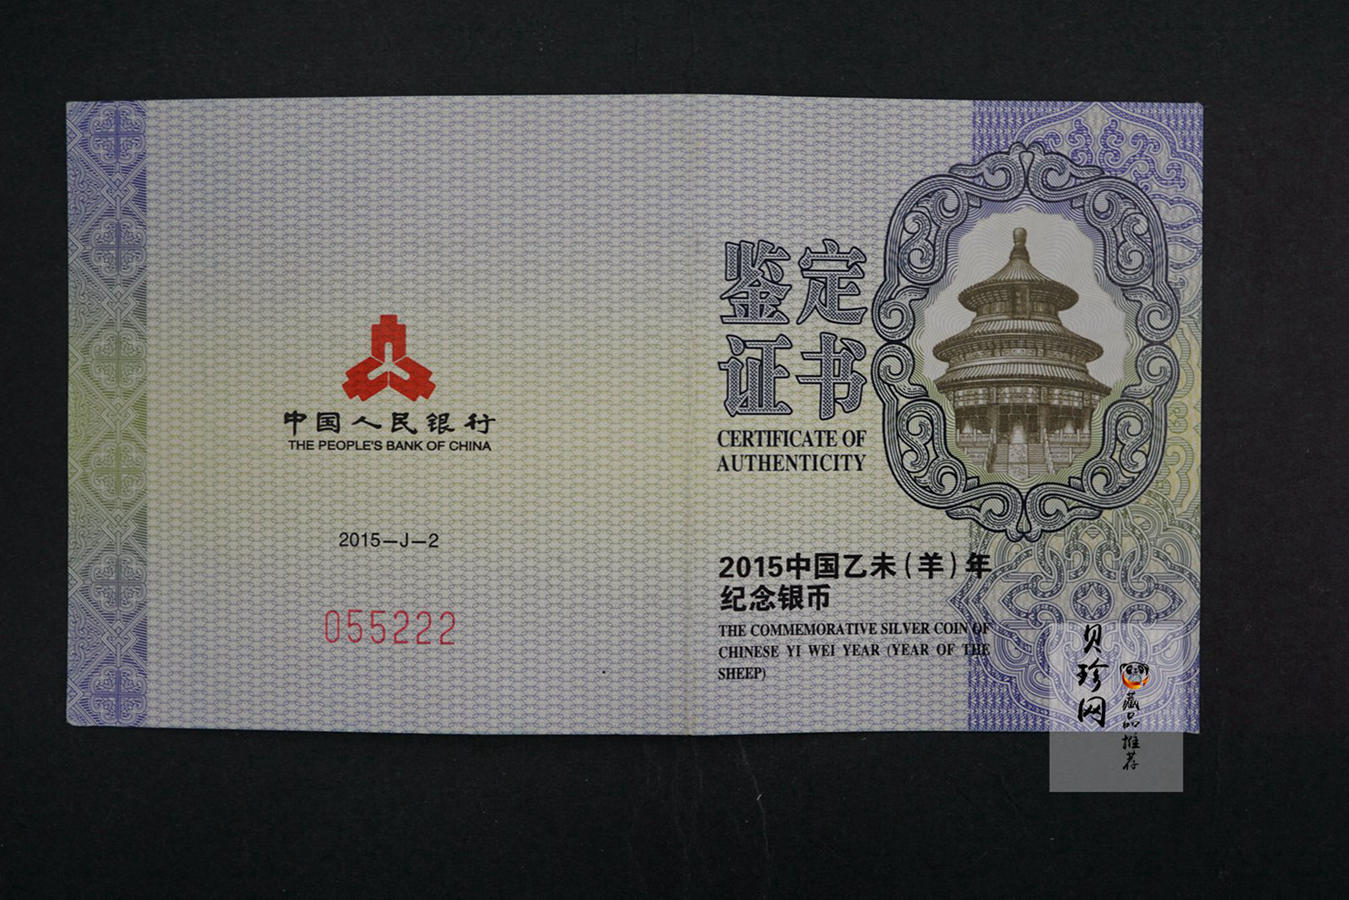 中国人民银行
THE PEOPLE'S BANK OF CHINA
2015—J—2
055222
鉴定
证书
CERTIFICATE OF
AUTHENTICITY
2015中国乙未(羊)年
纪念银币
THE COMMEMORATIVE SILVER COIN OF
CHINESE YI WEI YEAR (YEAR OF THE
SHEEP)
贝珍网
藏品推荐